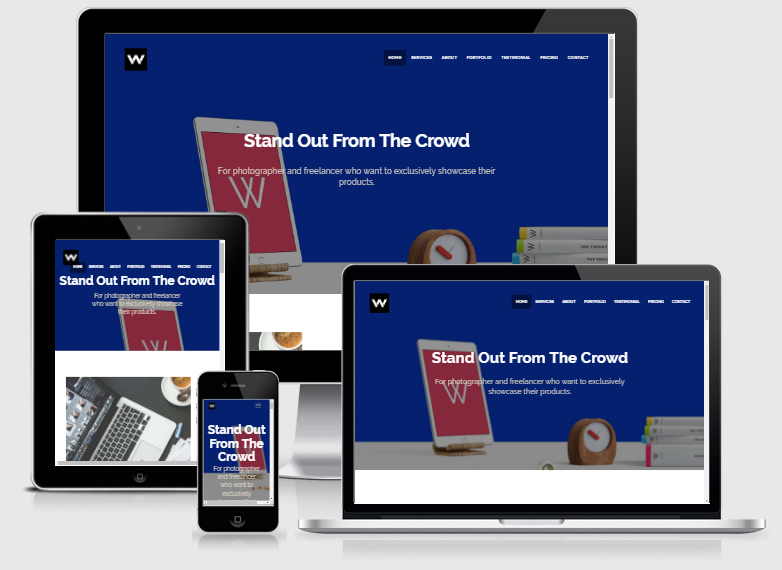 W
HOME SERVICES ABOUT PORTFOLIO TESTIMONIAL PRICING CONTACT
Stand Out From The Crowd
For photographer and freelancer who want to exclusively showcase their
products.
W
W
HOME SERVICES ABOUT PORTFOLIO TESTIMONIAL PRICING CONTACT
Stand Out From The Crowd
For photographer and freelancer
who want to exclusively showcase
their products.
W
HOME SERVICES ABOUT PORTFOLIO TESTIMONIAL PRICING CONTACT
Stand Out From The Crowd
For photographer and freelancer who want to exclusively
showcase their products.
W
Stand Out
From The
Crowd
For photographer
and freelancer
who want to
exclusively